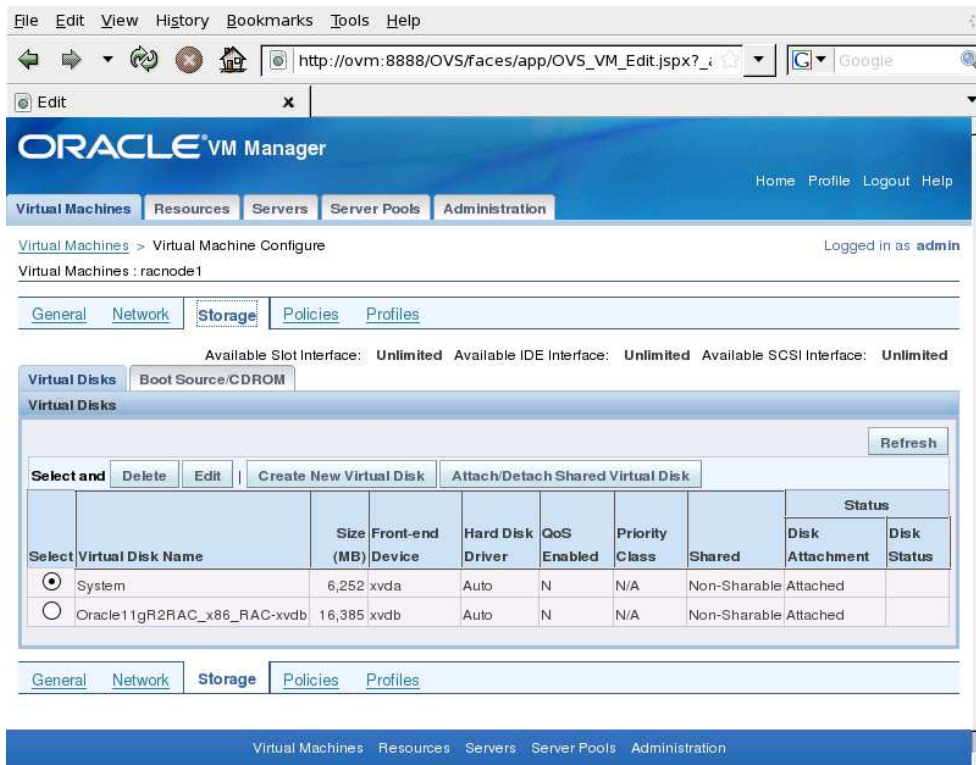 File Edit View History Bookmarks Tools Help
http://ovm:8888/OVS/faces/app/OVS_VM_Edit.jspx?_a
G Google
Edit x
ORACLE VM Manager
Home Profile Logout Help
Virtual Machines Resources Servers Server Pools Administration
Virtual Machines > Virtual Machine Configure Logged in as admin
Virtual Machines : racnode1
General Network Storage Policies Profiles
Available Slot Interface: Unlimited Available IDE Interface: Unlimited Available SCSI Interface: Unlimited
Virtual Disks Boot Source/CDROM
Virtual Disks
Refresh
Select and Delete Edit | Create New Virtual Disk Attach/Detach Shared Virtual Disk
Status
Size Front-end Hard Disk QoS Priority Disk Disk
Select Virtual Disk Name (MB) Device Driver Enabled Class Shared Attachment Status
System 6,252 xvda Auto N N/A Non-Sharable Attached
Oracle11gR2RAC_x86_RAC-xvdb 16,385 xvdb Auto N N/A Non-Sharable Attached
General Network Storage Policies Profiles
Virtual Machines Resources Servers Server Pools Administration